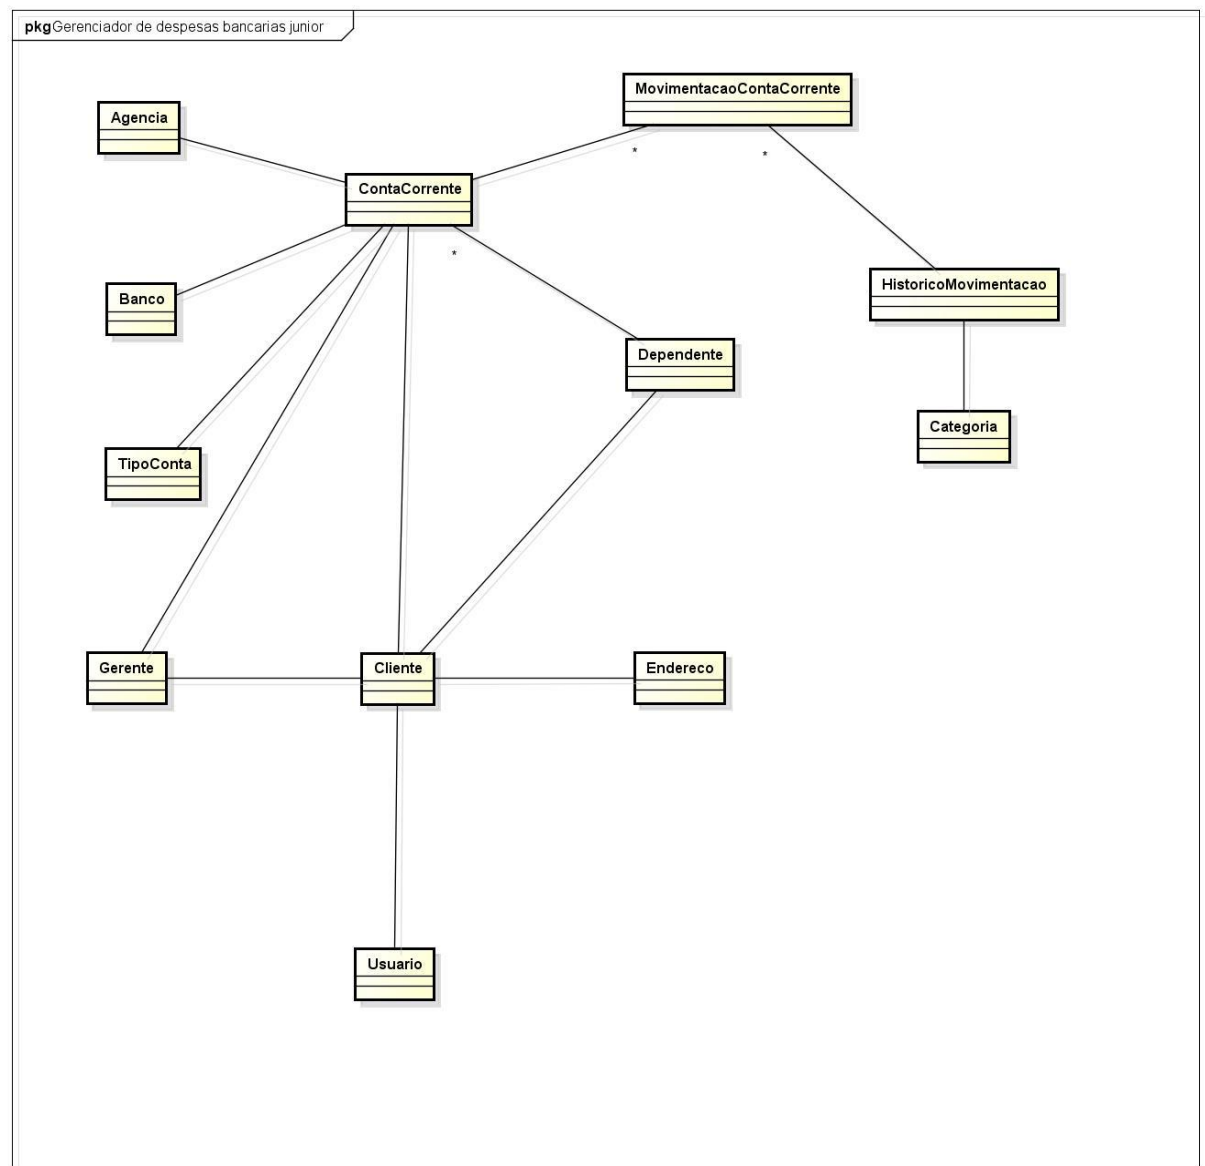 pkg Gerenciador de despesas bancarias junior
MovimentacaoContaCorrente
Agencia
*
*
ContaCorrente
*
HistoricoMovimentacao
Banco
Dependente
Categoria
TipoConta
Gerente
Cliente
Endereco
Usuario